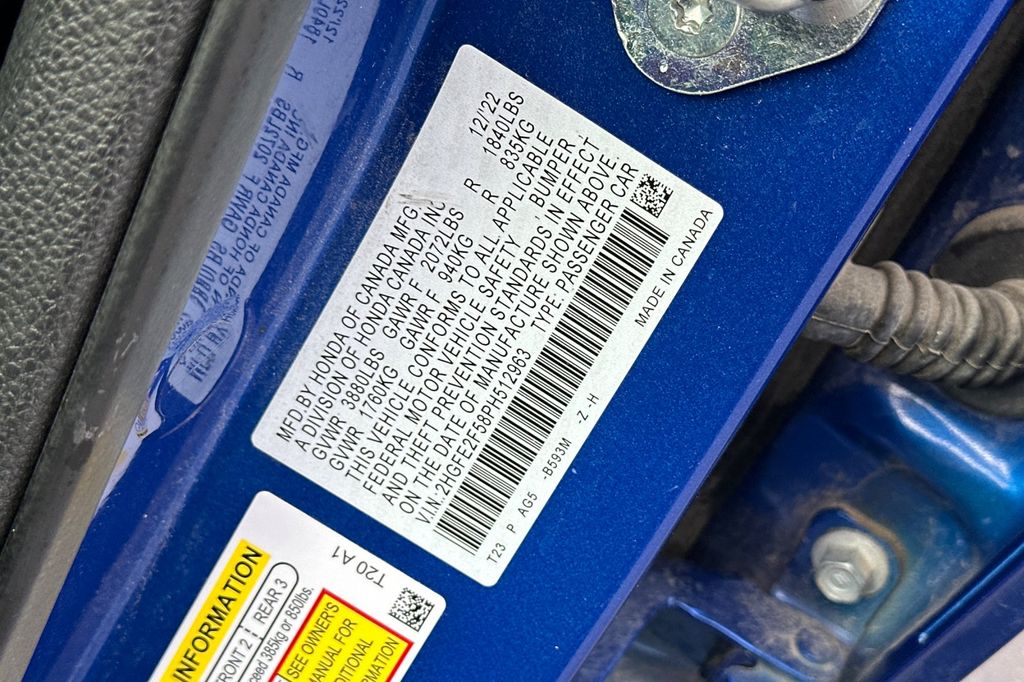 MFD.BY HONDA OF CANADA MFG., 12/'22
A DIVISION OF HONDA CANADA INC.
GVWR 3880LBS GAWR F 2072LBS R 1840LBS
GVWR 1760KG GAWR F 940KG R 835KG
THIS VEHICLE CONFORMS TO ALL APPLICABLE
FEDERAL MOTOR VEHICLE SAFETY, BUMPER,
AND THEFT PREVENTION STANDARDS IN EFFECT
ON THE DATE OF MANUFACTURE SHOWN ABOVE.
V.I.N.:2HGFE2F58PH512963 TYPE:PASSENGER CAR
T23 P AG5 -B593M -Z-H MADE IN CANADA
T20 A1
INFORMATION
FRONT 2 REAR 3
385kg or 850lbs.
SEE OWNER'S
MANUAL FOR